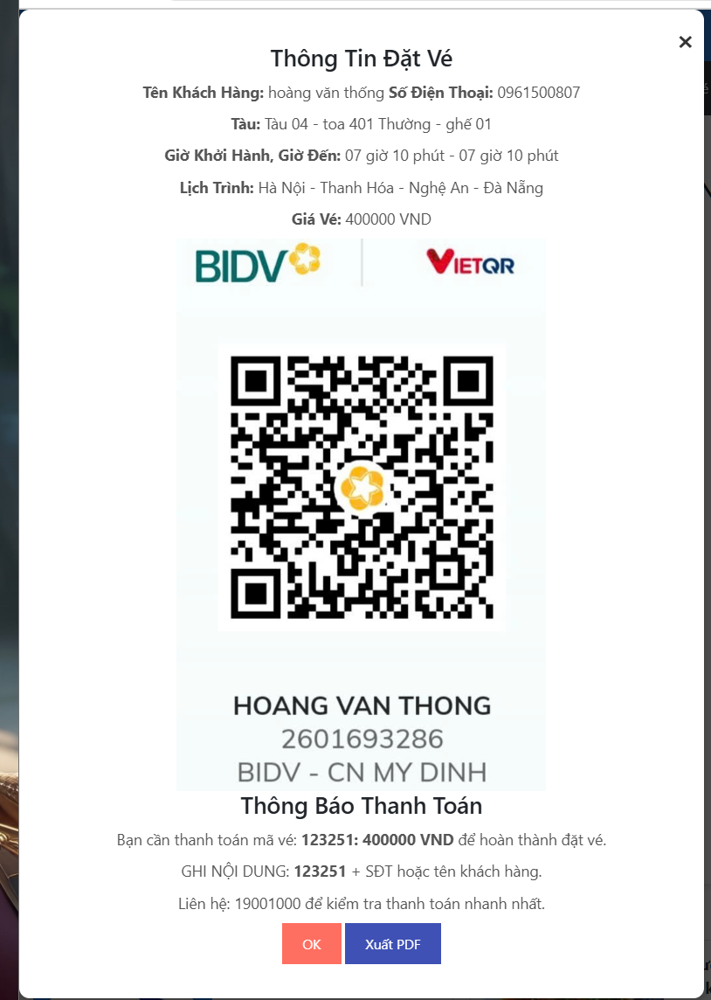 ×
Thông Tin Đặt Vé
Tên Khách Hàng: hoàng văn thống Số Điện Thoại: 0961500807
Tàu: Tàu 04 - toa 401 Thường - ghế 01
Giờ Khởi Hành, Giờ Đến: 07 giờ 10 phút - 07 giờ 10 phút
Lịch Trình: Hà Nội - Thanh Hóa - Nghệ An - Đà Nẵng
Giá Vé: 400000 VND
BIDV VIETQR
HOANG VAN THONG
2601693286
BIDV - CN MY DINH
Thông Báo Thanh Toán
Bạn cần thanh toán mã vé: 123251: 400000 VND để hoàn thành đặt vé.
GHI NỘI DUNG: 123251 + SĐT hoặc tên khách hàng.
Liên hệ: 19001000 để kiểm tra thanh toán nhanh nhất.
OK Xuất PDF